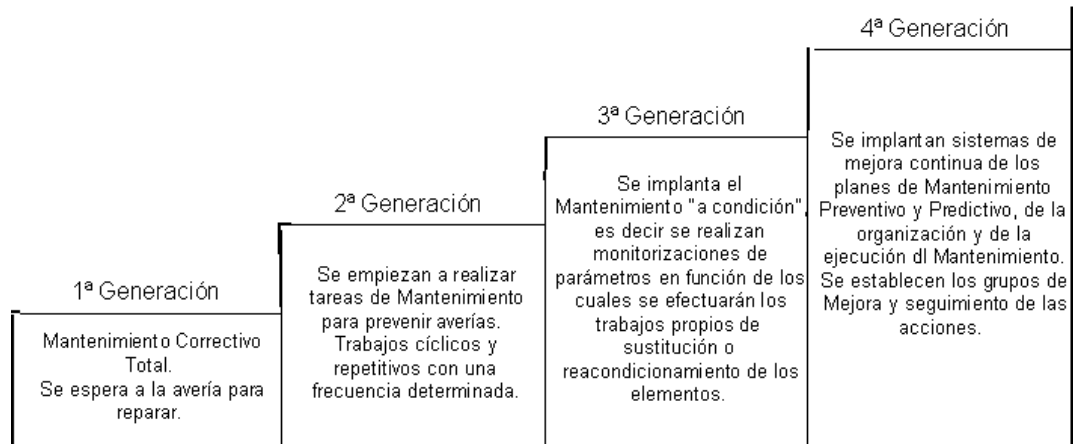 1ª Generación
Mantenimiento Correctivo
Total.
Se espera a la avería para
reparar.
2ª Generación
Se empiezan a realizar
tareas de Mantenimiento
para prevenir averías.
Trabajos cíclicos y
repetitivos con una
frecuencia determinada.
3ª Generación
Se implanta el
Mantenimiento "a condición",
es decir se realizan
monitorizaciones de
parámetros en función de los
cuales se efectuarán los
trabajos propios de
sustitución o
reacondicionamiento de los
elementos.
4ª Generación
Se implantan sistemas de
mejora continua de los
planes de Mantenimiento
Preventivo y Predictivo, de la
organización y de la
ejecución dl Mantenimiento.
Se establecen los grupos de
Mejora y seguimiento de las
acciones.